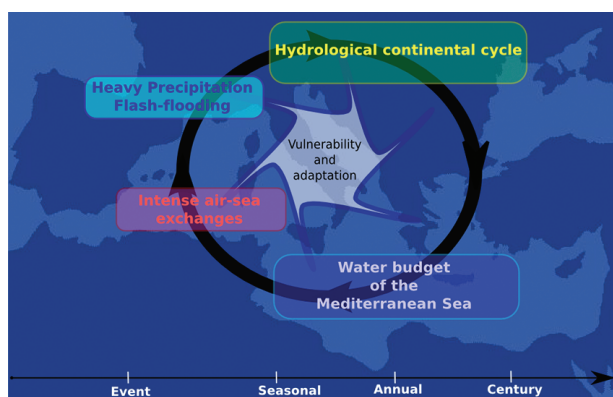 Hydrological continental cycle
Heavy Precipitation
Flash-flooding
Vulnerability
and
adaptation
Intense air-sea
exchanges
Water budget
of the
Mediterranean Sea
Event
Seasonal
Annual
Century